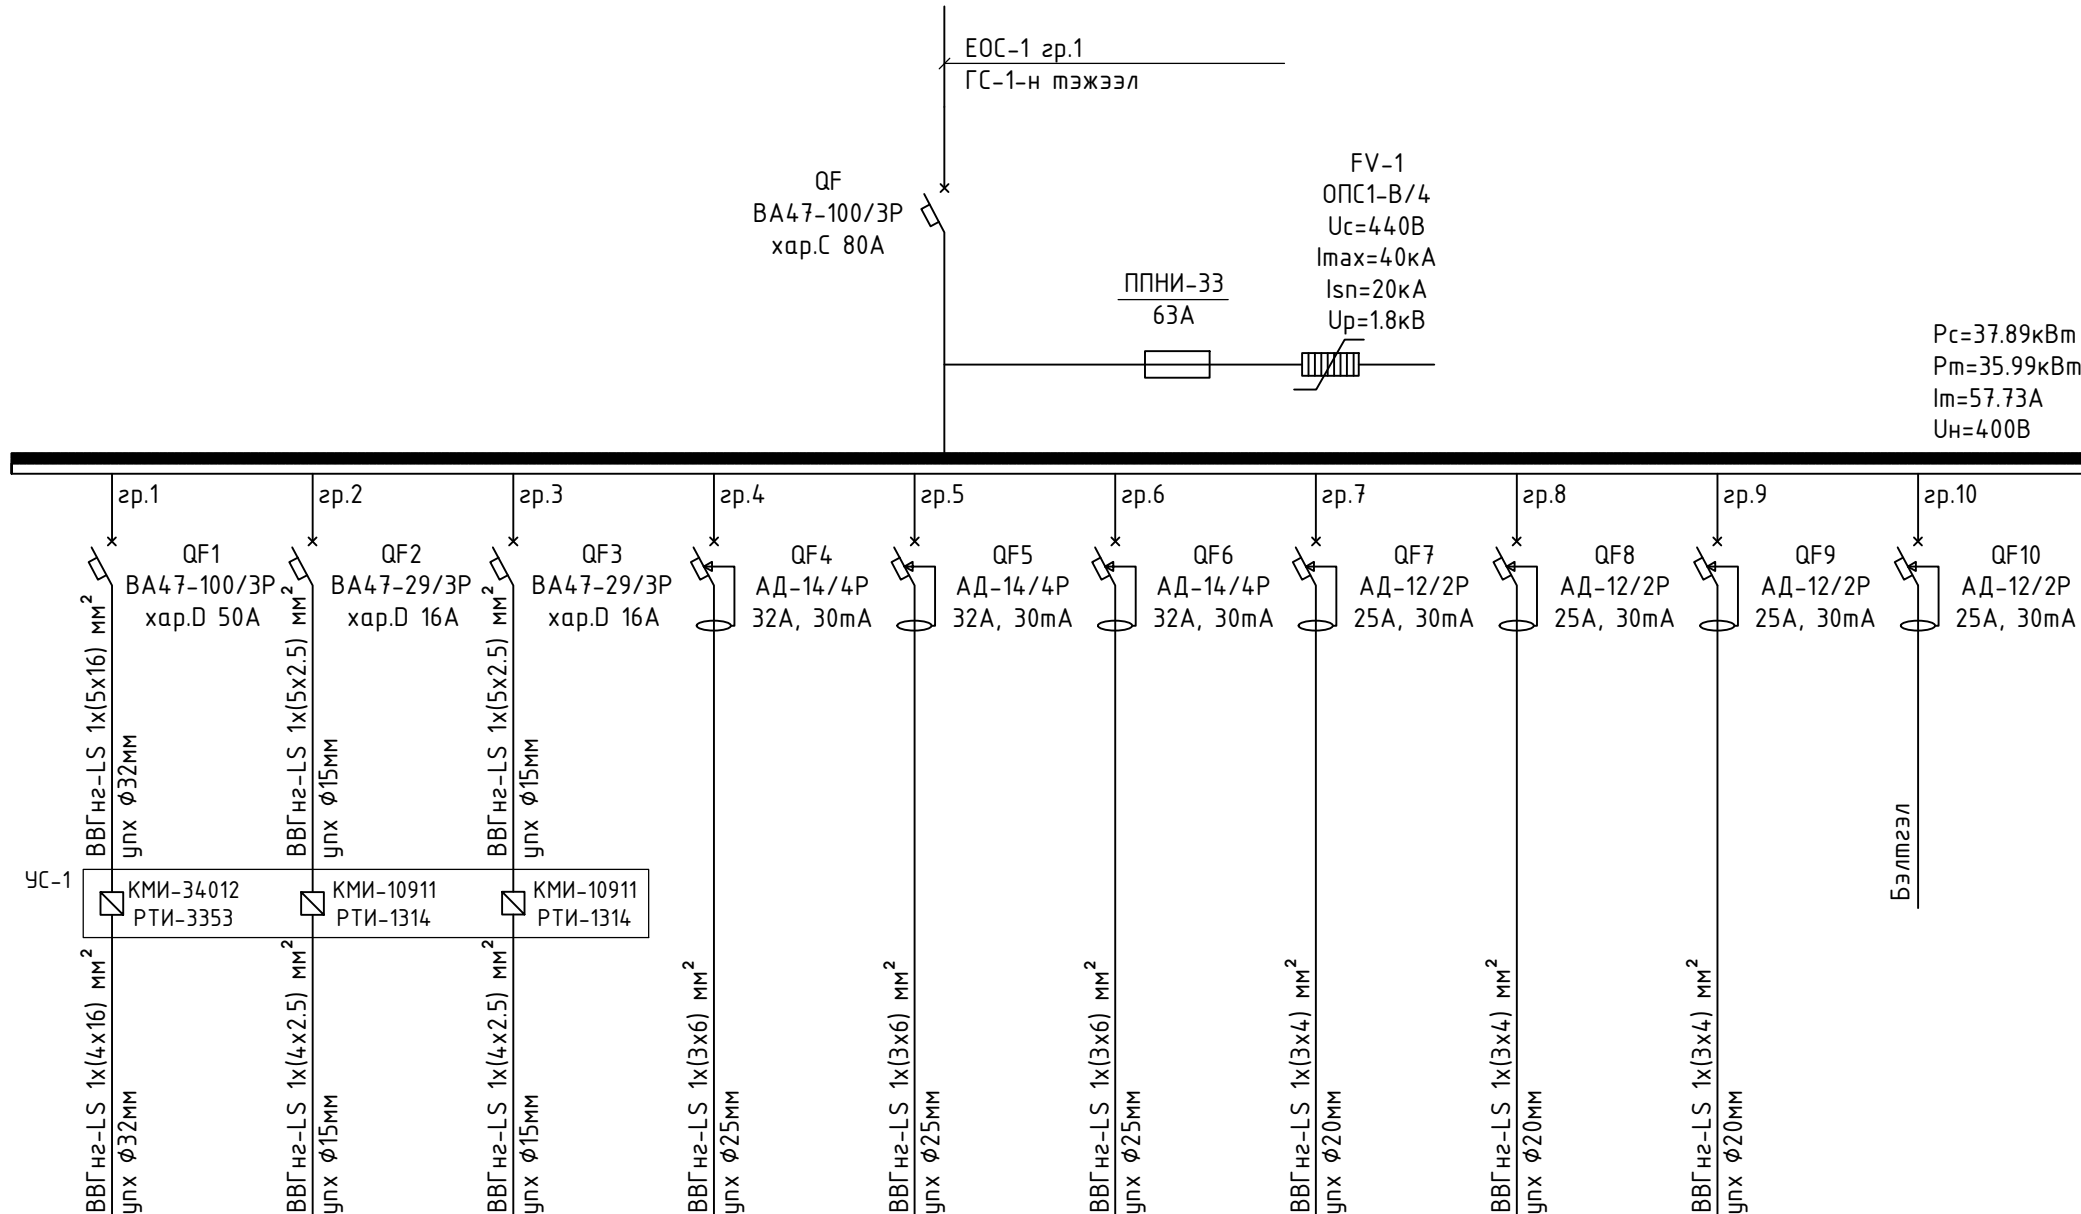 ЕОС-1 гр.1
ГС-1-н тэжээл
QF
ВА47-100/3Р
хар.С 80А
FV-1
ОПС1-В/4
Uc=440В
Imax=40кА
Isn=20кА
Up=1.8кВ
ППНИ-33
63А
Рс=37.89кВт
Рт=35.99кВт
Iт=57.73А
Uн=400В
гр.1
гр.2
гр.3
гр.4
гр.5
гр.6
гр.7
гр.8
гр.9
гр.10
QF1
ВА47-100/3Р
хар.D 50А
QF2
ВА47-29/3Р
хар.D 16А
QF3
ВА47-29/3Р
хар.D 16А
QF4
АД-14/4Р
32А, 30mA
QF5
АД-14/4Р
32А, 30mA
QF6
АД-14/4Р
32А, 30mA
QF7
АД-12/2Р
25А, 30mA
QF8
АД-12/2Р
25А, 30mA
QF9
АД-12/2Р
25А, 30mA
QF10
АД-12/2Р
25А, 30mA
ВВГнг-LS 1х(5х16) мм²
упх ф32мм
ВВГнг-LS 1х(5х2.5) мм²
упх ф15мм
ВВГнг-LS 1х(5х2.5) мм²
упх ф15мм
Бэлтгэл
УС-1
КМИ-34012
РТИ-3353
КМИ-10911
РТИ-1314
КМИ-10911
РТИ-1314
ВВГнг-LS 1х(4х16) мм²
упх ф32мм
ВВГнг-LS 1х(4х2.5) мм²
упх ф15мм
ВВГнг-LS 1х(4х2.5) мм²
упх ф15мм
ВВГнг-LS 1х(3х6) мм²
упх ф25мм
ВВГнг-LS 1х(3х6) мм²
упх ф25мм
ВВГнг-LS 1х(3х6) мм²
упх ф25мм
ВВГнг-LS 1х(3х4) мм²
упх ф20мм
ВВГнг-LS 1х(3х4) мм²
упх ф20мм
ВВГнг-LS 1х(3х4) мм²
упх ф20мм